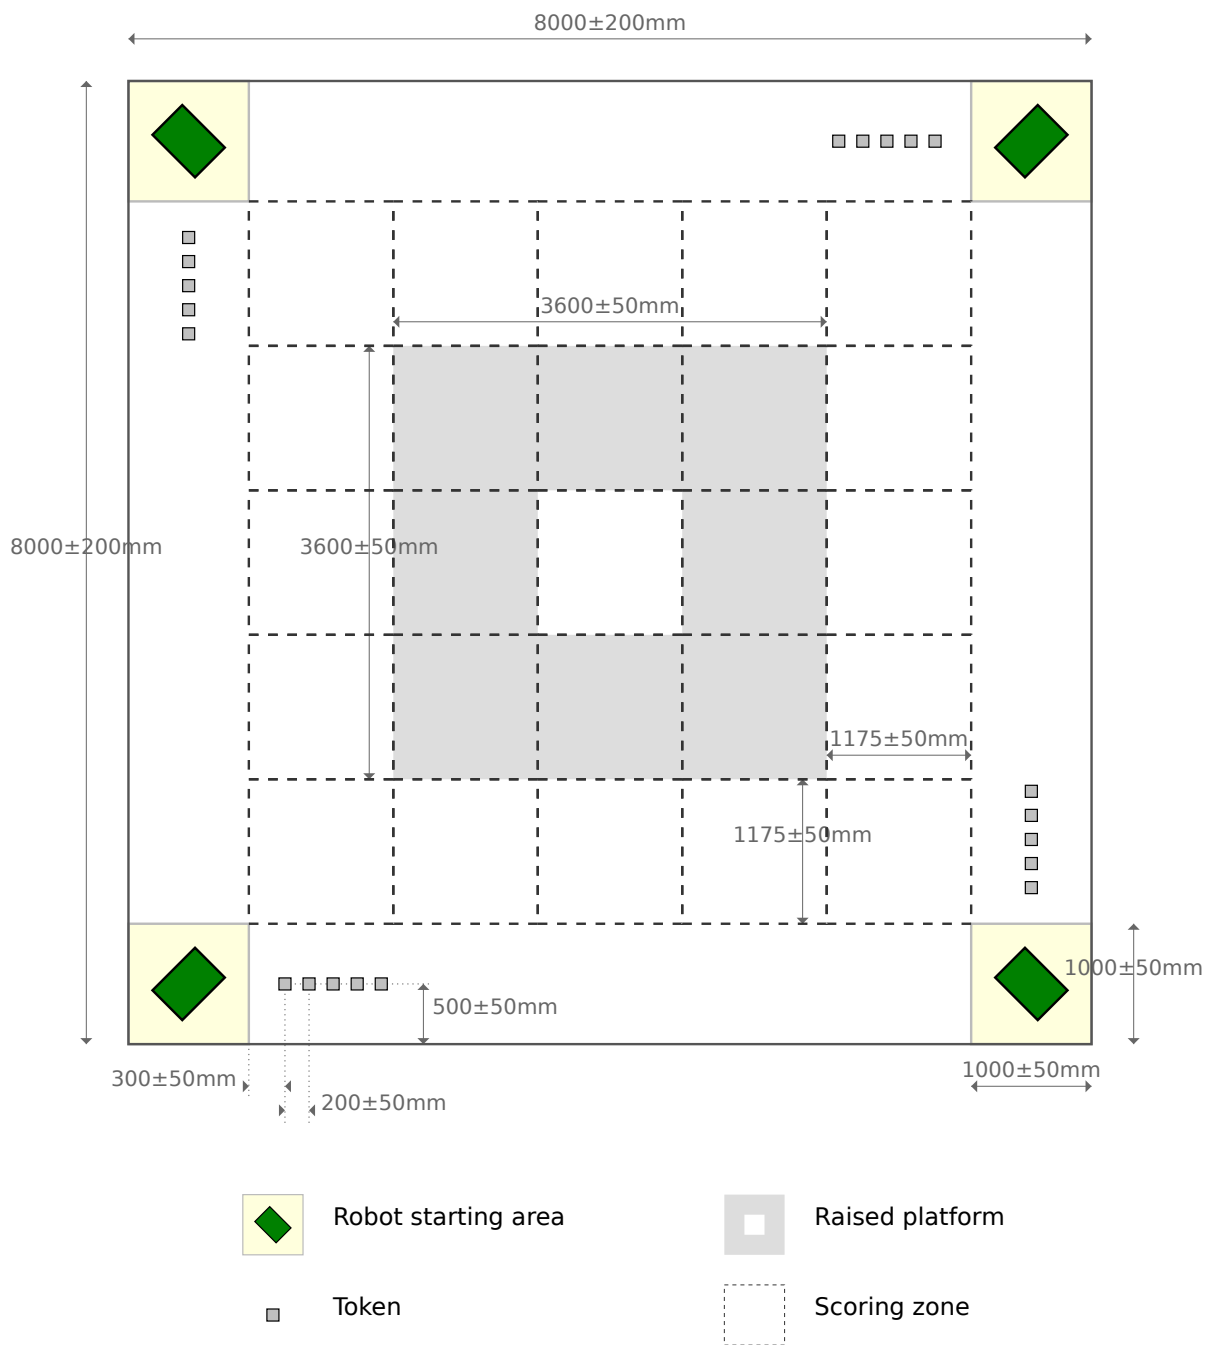 8000±200mm
3600±50mm
8000±200mm
3600±50mm
1175±50mm
1175±50mm
1000±50mm
500±50mm
300±50mm
1000±50mm
200±50mm
Robot starting area
Raised platform
Token
Scoring zone